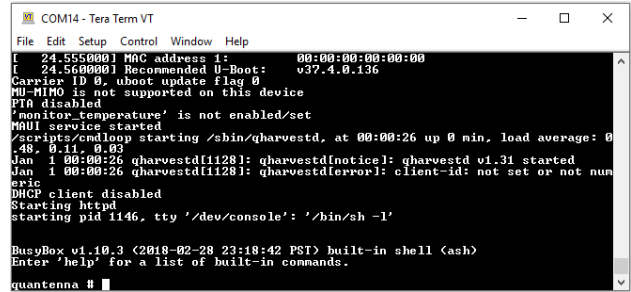 COM14 - Tera Term VT
File Edit Setup Control Window Help
[   24.555000] MAC address 1:          00:00:00:00:00:00
[   24.560000] Recommended U-Boot:    v37.4.0.136
Carrier ID 0, uboot update flag 0
MU-MIMO is not supported on this device
PTA disabled
'monitor_temperature' is not enabled/set
MAUI service started
/scripts/cmdloop starting /sbin/qharvestd, at 00:00:26 up 0 min, load average: 0
.48, 0.11, 0.03
Jan  1 00:00:26 qharvestd[1128]: qharvestd[notice]: qharvestd v1.31 started
Jan  1 00:00:26 qharvestd[1128]: qharvestd[error]: client-id: not set or not num
eric
DHCP client disabled
Starting httpd
starting pid 1146, tty '/dev/console': '/bin/sh -l'
BusyBox v1.10.3 (2018-02-28 23:18:42 PST) built-in shell (ash)
Enter 'help' for a list of built-in commands.
quantenna #